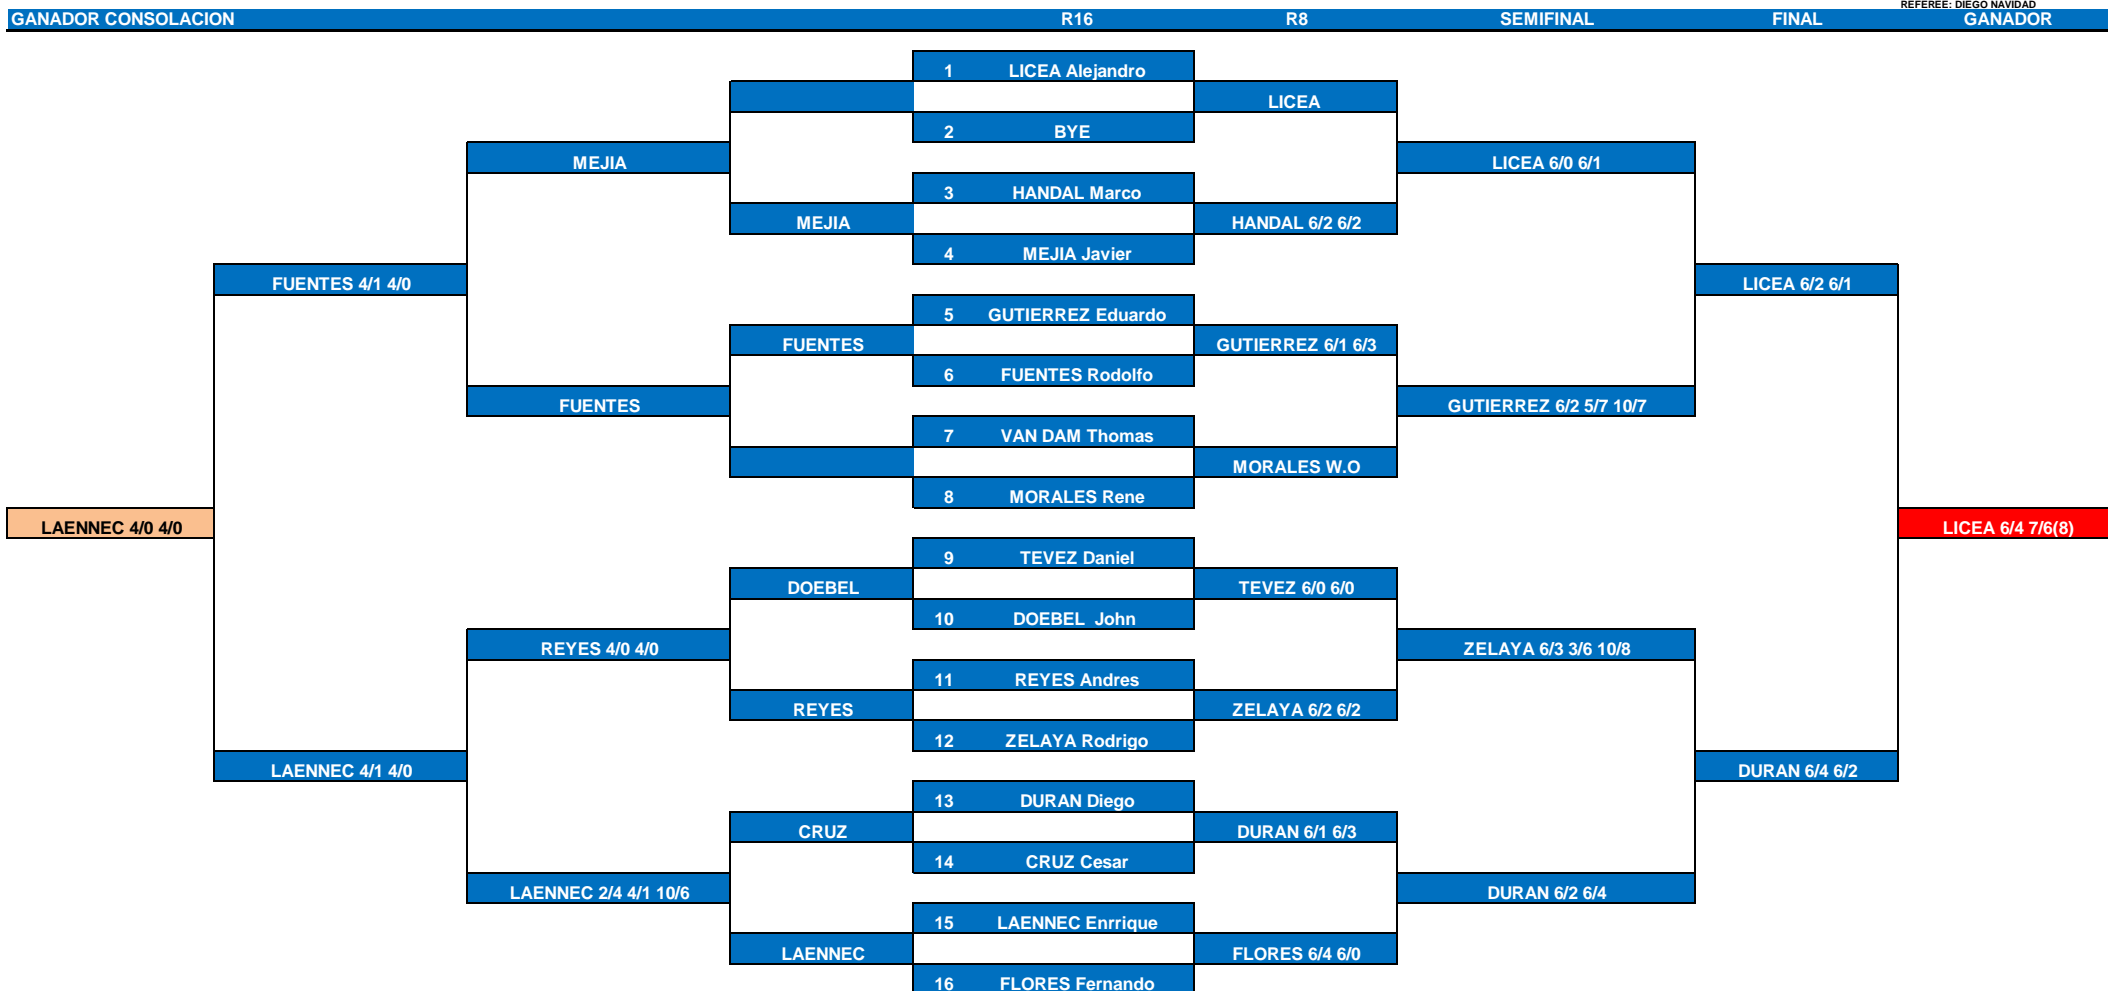 REFEREE: DIEGO NAVIDAD
GANADOR CONSOLACION R16 R8 SEMIFINAL FINAL GANADOR
1 LICEA Alejandro
LICEA
2 BYE
MEJIA LICEA 6/0 6/1
3 HANDAL Marco
MEJIA HANDAL 6/2 6/2
4 MEJIA Javier
FUENTES 4/1 4/0 LICEA 6/2 6/1
5 GUTIERREZ Eduardo
FUENTES GUTIERREZ 6/1 6/3
6 FUENTES Rodolfo
FUENTES GUTIERREZ 6/2 5/7 10/7
7 VAN DAM Thomas
MORALES W.O
8 MORALES Rene
LAENNEC 4/0 4/0 LICEA 6/4 7/6(8)
9 TEVEZ Daniel
DOEBEL TEVEZ 6/0 6/0
10 DOEBEL John
REYES 4/0 4/0 ZELAYA 6/3 3/6 10/8
11 REYES Andres
REYES ZELAYA 6/2 6/2
12 ZELAYA Rodrigo
LAENNEC 4/1 4/0 DURAN 6/4 6/2
13 DURAN Diego
CRUZ DURAN 6/1 6/3
14 CRUZ Cesar
LAENNEC 2/4 4/1 10/6 DURAN 6/2 6/4
15 LAENNEC Enrrique
LAENNEC FLORES 6/4 6/0
16 FLORES Fernando